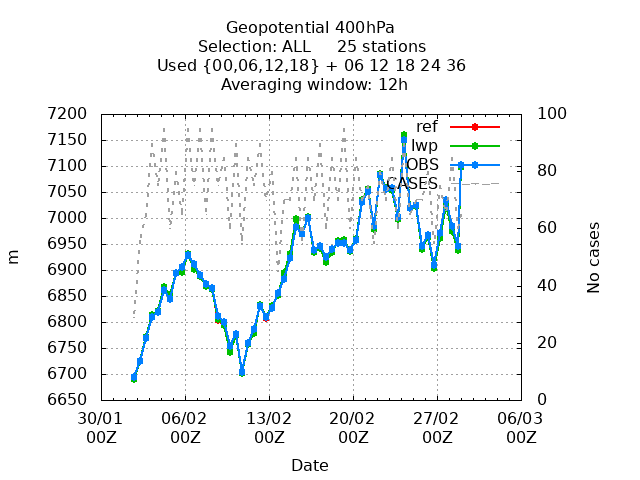 Geopotential 400hPa
Selection: ALL     25 stations
Used {00,06,12,18} + 06 12 18 24 36
Averaging window: 12h
7200
7150
7100
7050
7000
6950
6900
6850
6800
6750
6700
6650
m
100
80
60
40
20
0
No cases
ref
lwp
OBS
CASES
30/01 06/02 13/02 20/02 27/02 06/03
00Z 00Z 00Z 00Z 00Z 00Z
Date